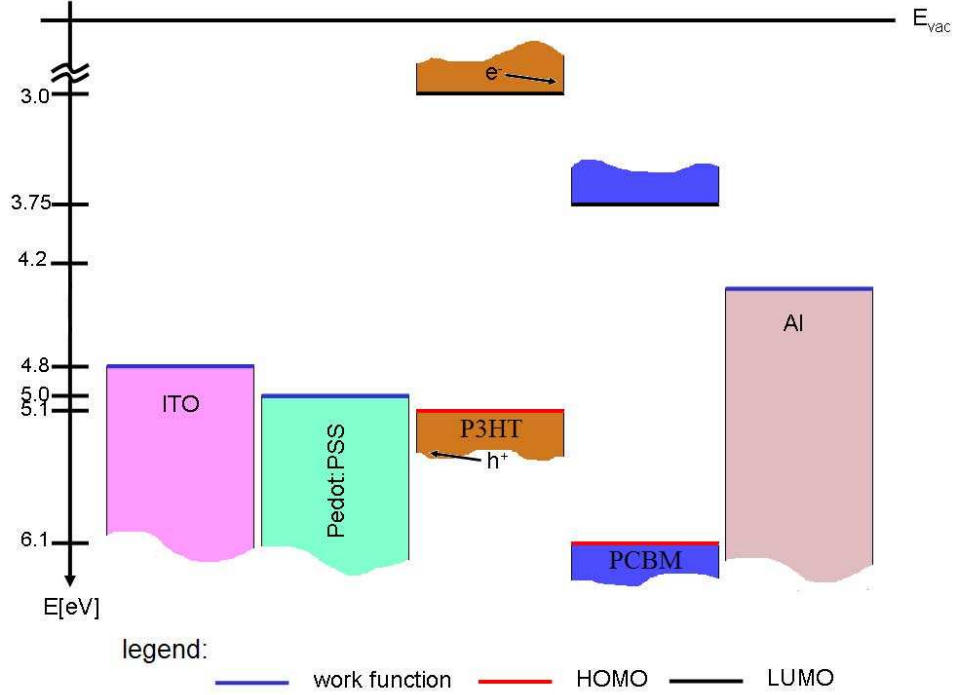 E_vac
e⁻
3.0
3.75
4.2
Al
4.8
ITO
5.0
5.1
P3HT
Pedot:PSS
h⁺
6.1
PCBM
E[eV]
legend:
work function
HOMO
LUMO